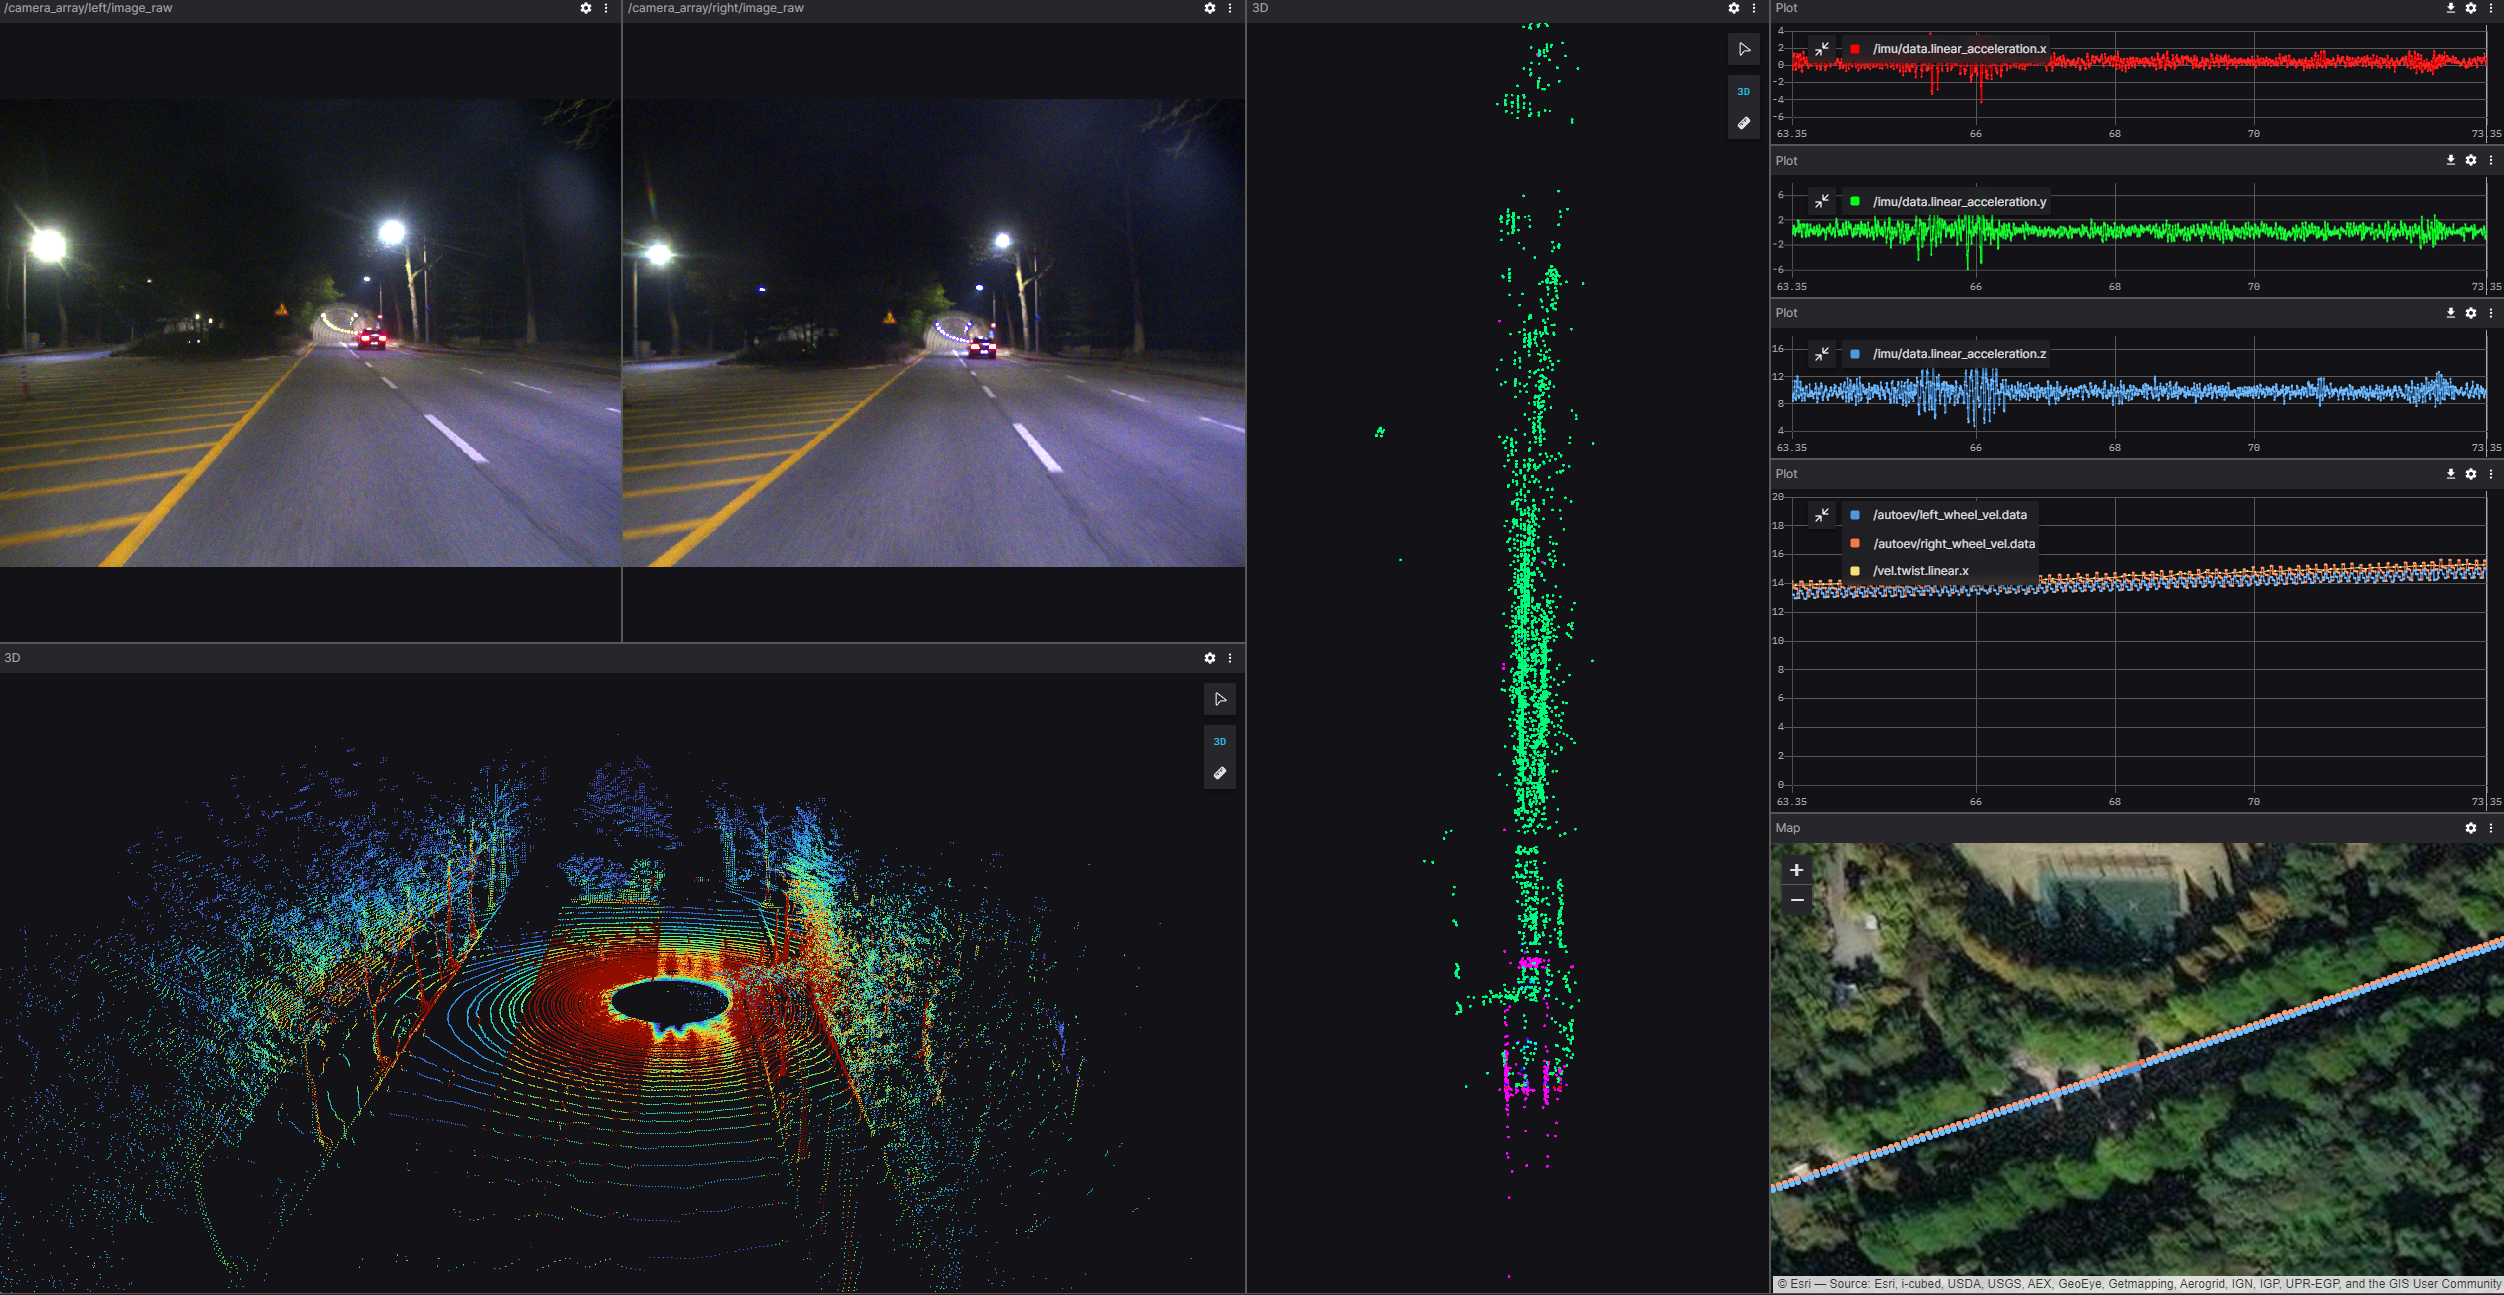 /camera_array/left/image_raw
/camera_array/right/image_raw
3D
3D
Plot
/imu/data.linear_acceleration.x
4
2
0
-2
-4
-6
63.35
66
68
70
73.35
Plot
/imu/data.linear_acceleration.y
6
2
-2
-6
63.35
66
68
70
73.35
Plot
/imu/data.linear_acceleration.z
16
12
8
4
63.35
66
68
70
73.35
Plot
/autoev/left_wheel_vel.data
/autoev/right_wheel_vel.data
/vel.twist.linear.x
20
18
16
14
12
10
8
6
4
2
0
63.35
66
68
70
73.35
3D
3D
Map
+
−
© Esri — Source: Esri, i-cubed, USDA, USGS, AEX, GeoEye, Getmapping, Aerogrid, IGN, IGP, UPR-EGP, and the GIS User Community